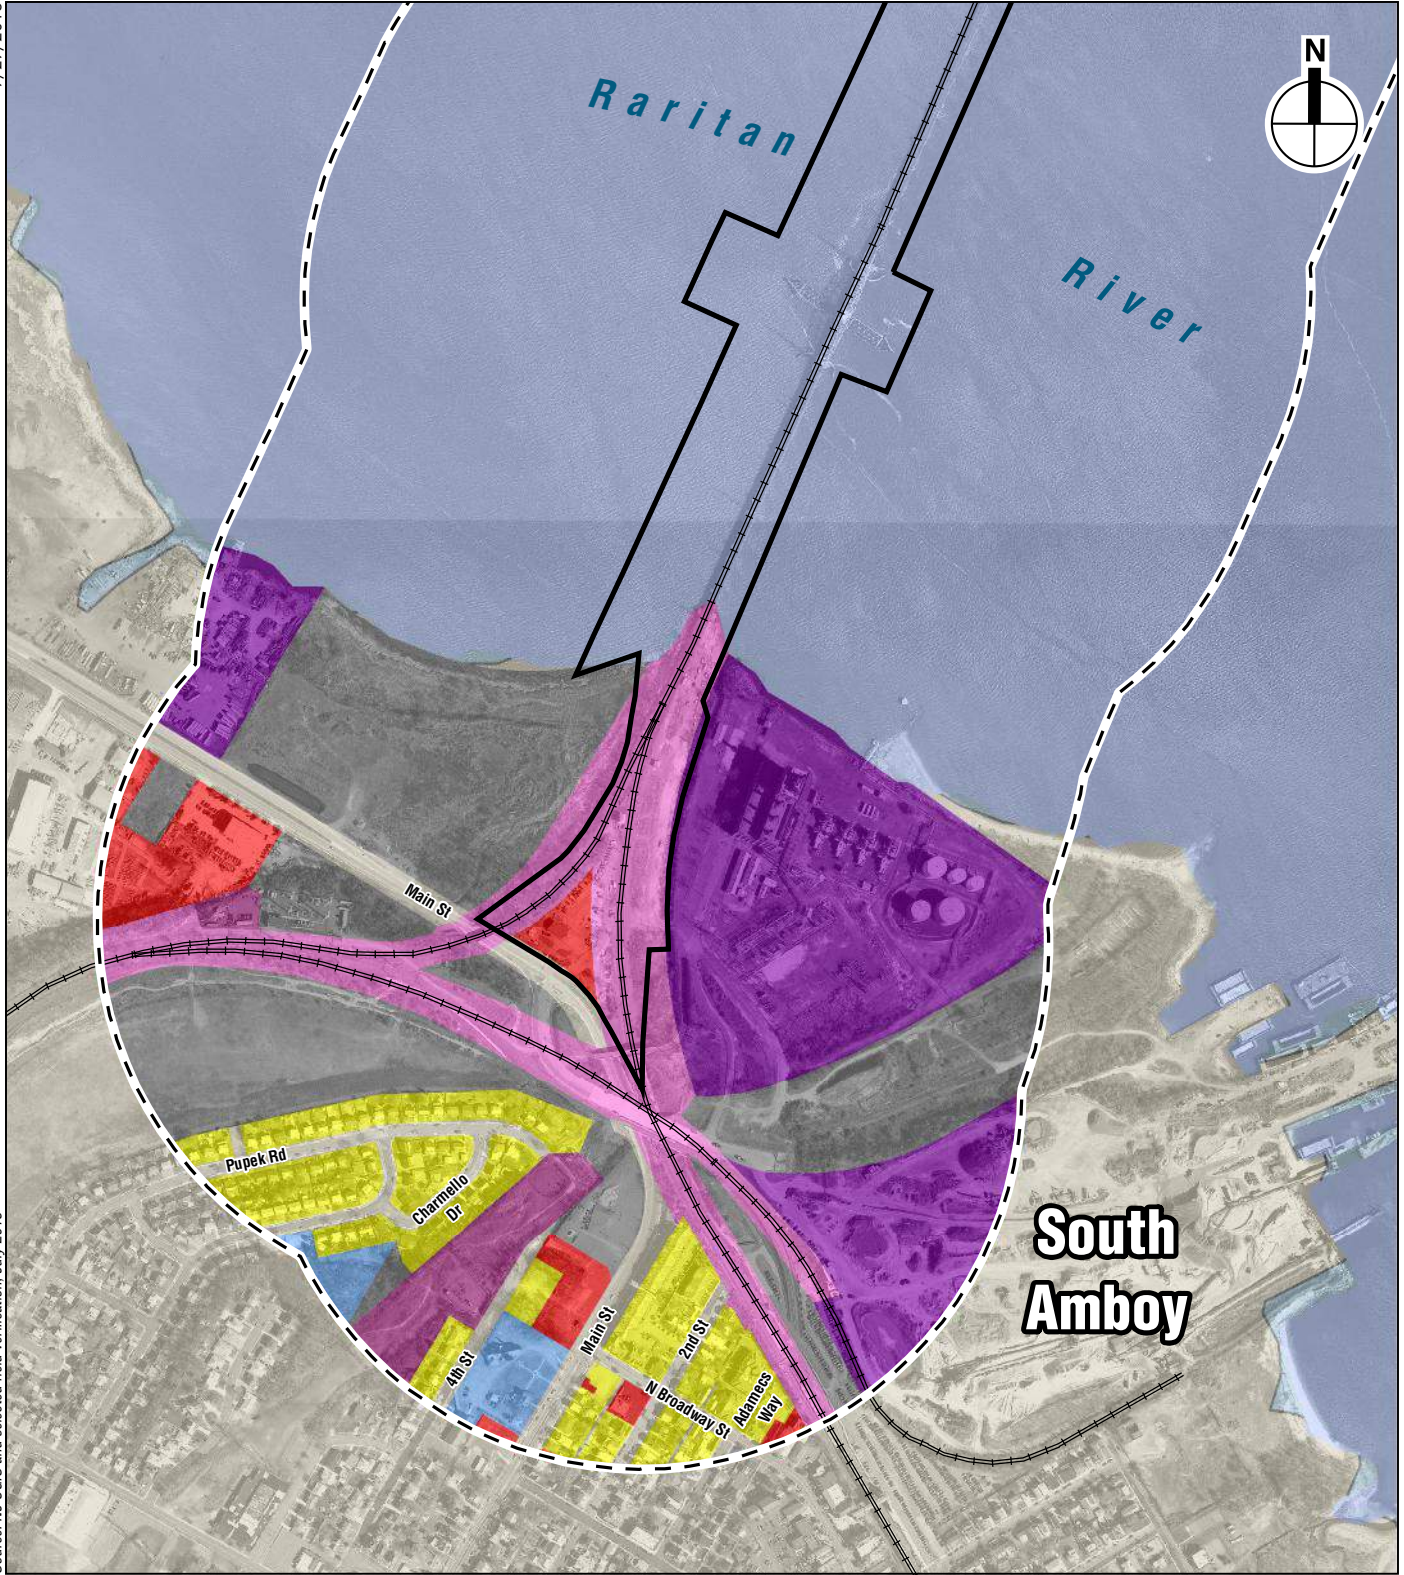 N
Raritan
River
Main St
Pupek Rd
Charmello
Dr
South
Amboy
Main St
2nd St
4th St
N Broadway St
Adamecs
Way